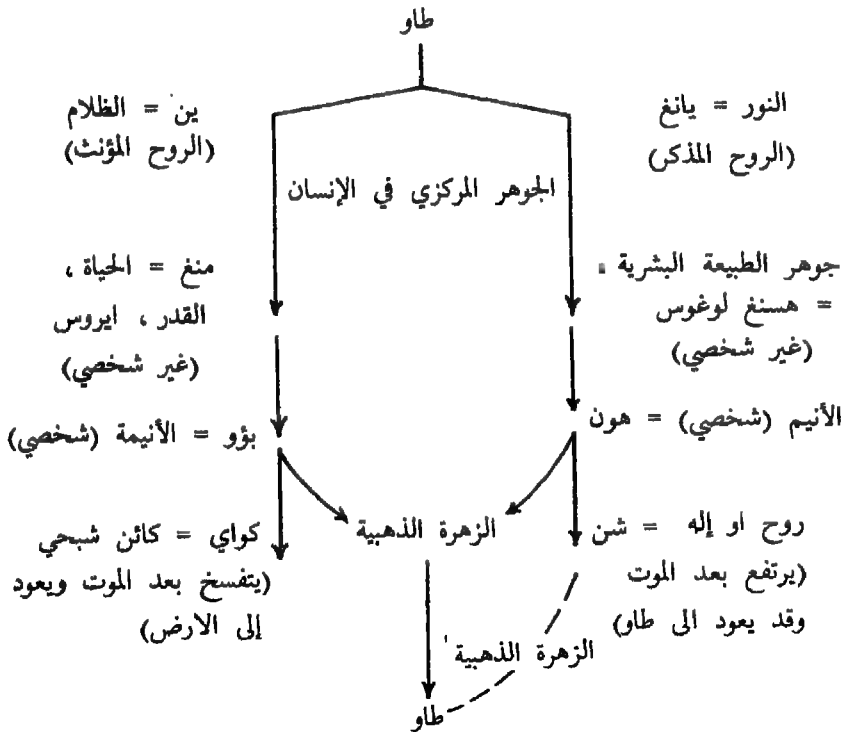 طاو
النور = يانغ
(الروح المذكر)
ين = الظلام
(الروح المؤنث)
الجوهر المركزي في الإنسان
جوهر الطبيعة البشرية
= هسنغ لوغوس
(غير شخصي)
منغ = الحياة ،
القدر ، ايروس
(غير شخصي)
الأنيم (شخصي) = هون
بؤو = الأنيمة (شخصي)
روح او إله = شن
(يرتفع بعد الموت
وقد يعود الى طاو)
الزهرة الذهبية
كواي = كائن شبحي
(يتفسخ بعد الموت ويعود
إلى الارض)
الزهرة الذهبية
طاو